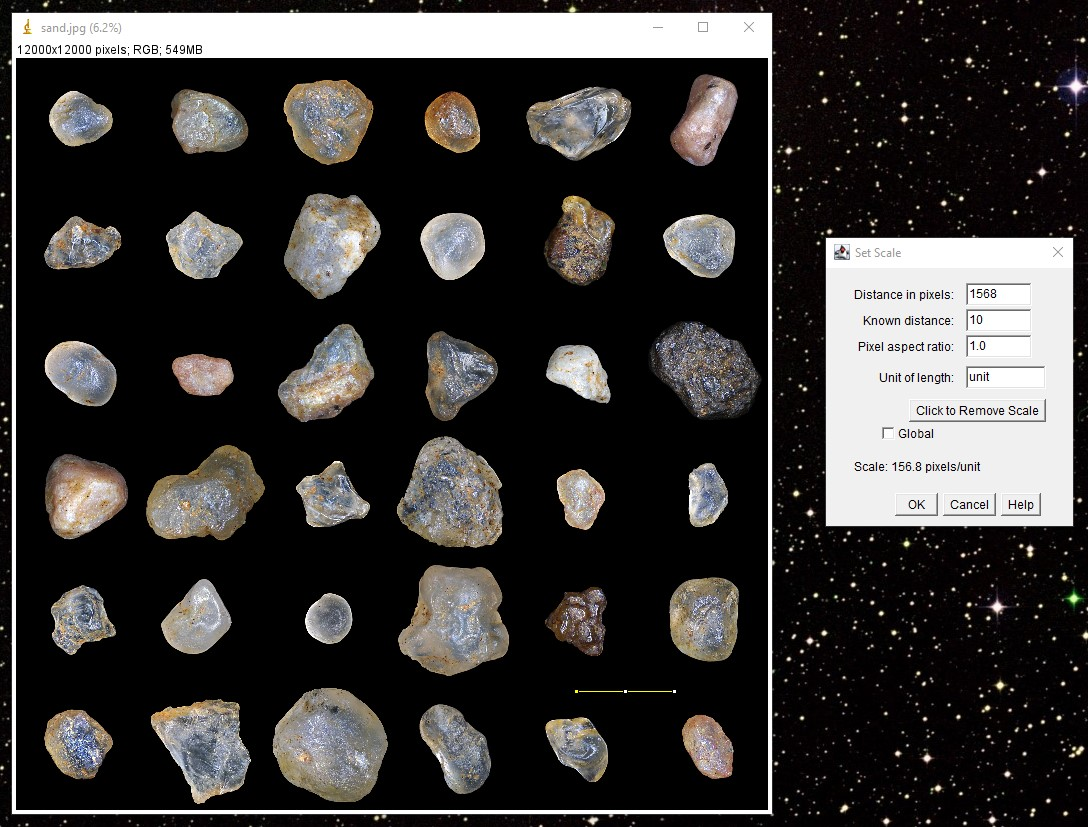 sand.jpg (6.2%)
12000x12000 pixels; RGB; 549MB
Set Scale
Distance in pixels: 1568
Known distance: 10
Pixel aspect ratio: 1.0
Unit of length: unit
Click to Remove Scale
Global
Scale: 156.8 pixels/unit
OK Cancel Help